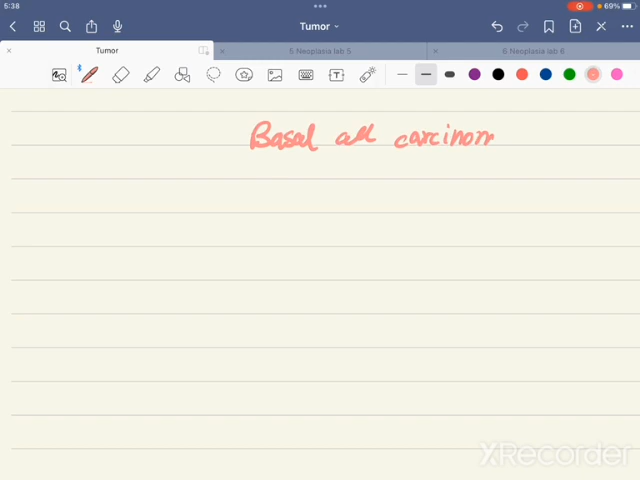 5:38
69%
Tumor
Tumor
5 Neoplasia lab 5
6 Neoplasia lab 6
Basal cell carcinom
XRecorder